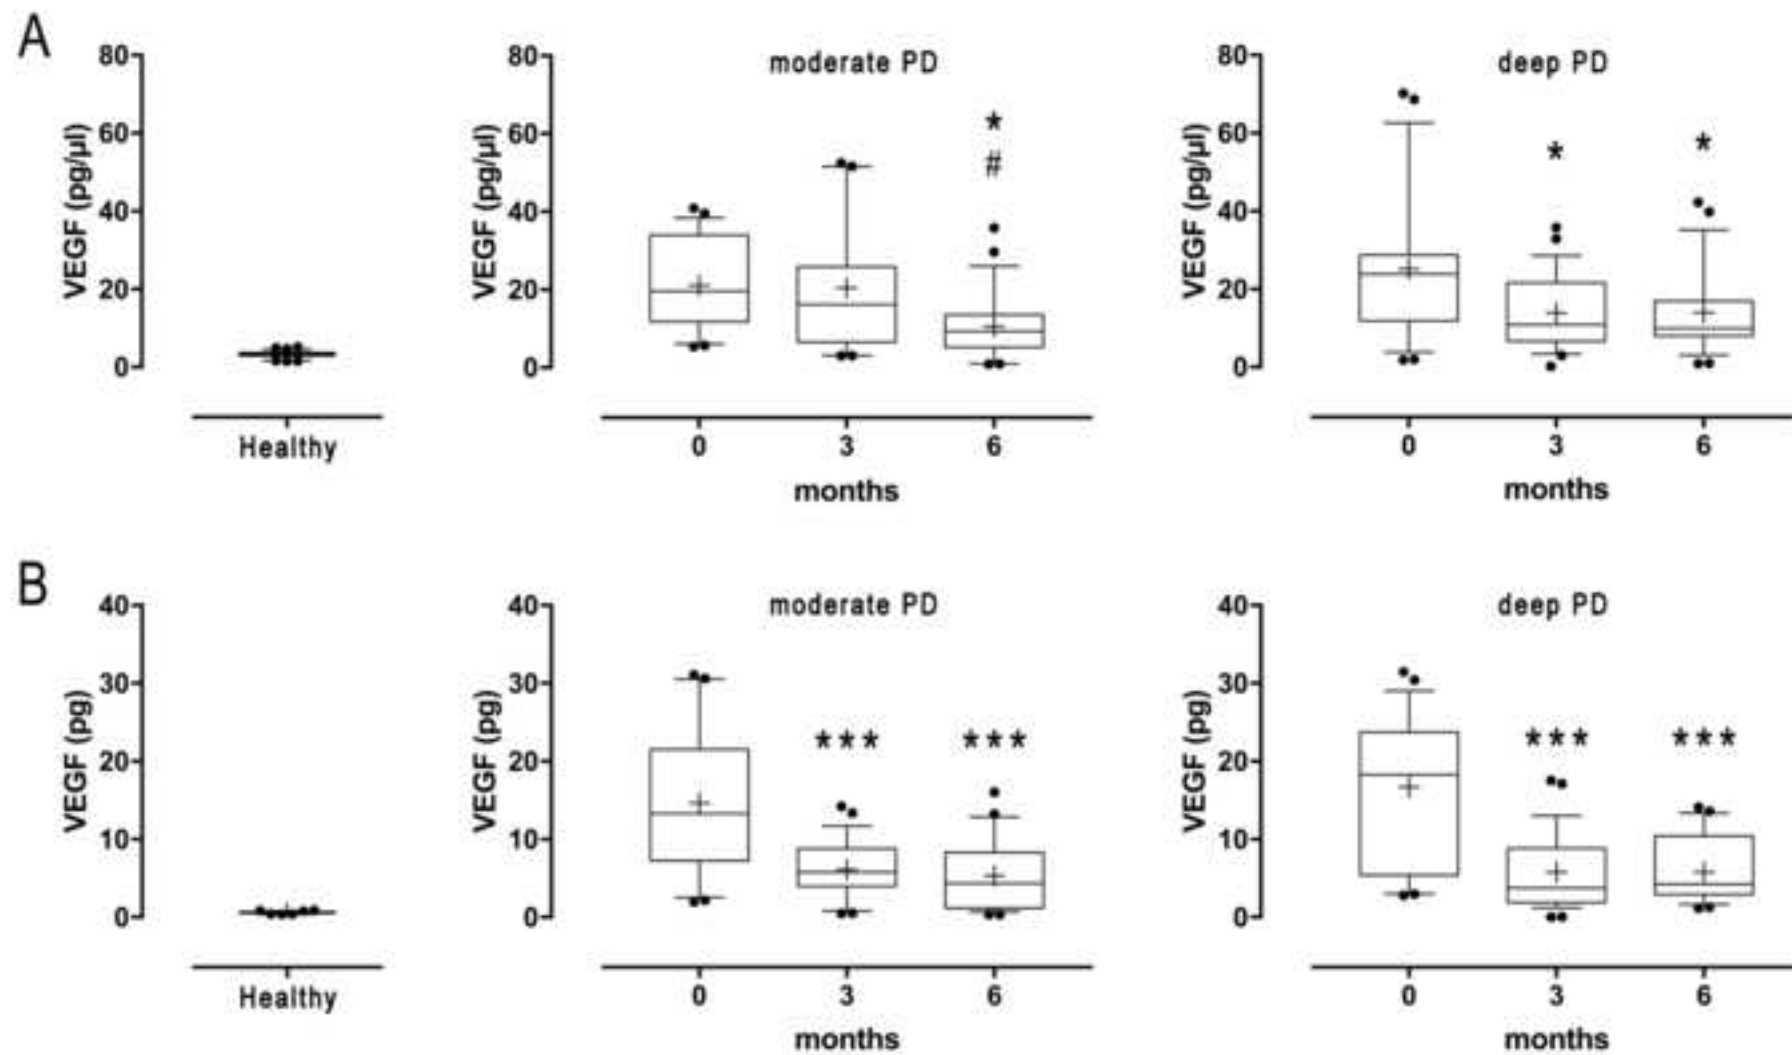 A
80
60
40
20
0
VEGF (pg/µl)
Healthy
moderate PD
80
60
40
20
0
VEGF (pg/µl)
*
#
0 3 6
months
deep PD
80
60
40
20
0
VEGF (pg/µl)
* *
0 3 6
months
B
40
30
20
10
0
VEGF (pg)
Healthy
moderate PD
40
30
20
10
0
VEGF (pg)
*** ***
0 3 6
months
deep PD
40
30
20
10
0
VEGF (pg)
*** ***
0 3 6
months